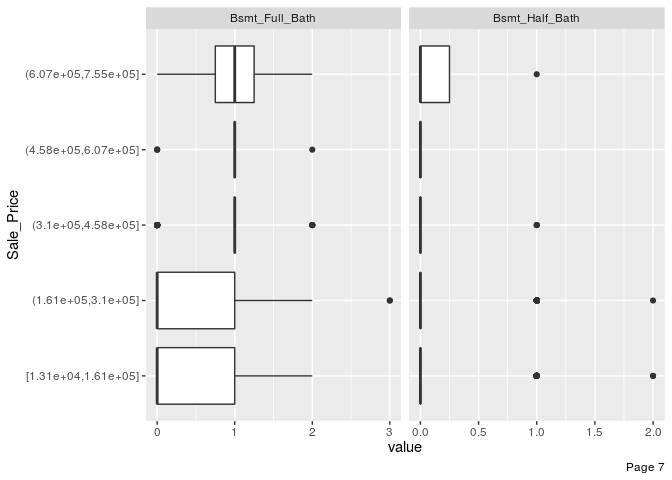 Bsmt_Full_Bath
Bsmt_Half_Bath
Sale_Price
(6.07e+05,7.55e+05]
(4.58e+05,6.07e+05]
(3.1e+05,4.58e+05]
(1.61e+05,3.1e+05]
[1.31e+04,1.61e+05]
0 1 2 3
0.0 0.5 1.0 1.5 2.0
value
Page 7